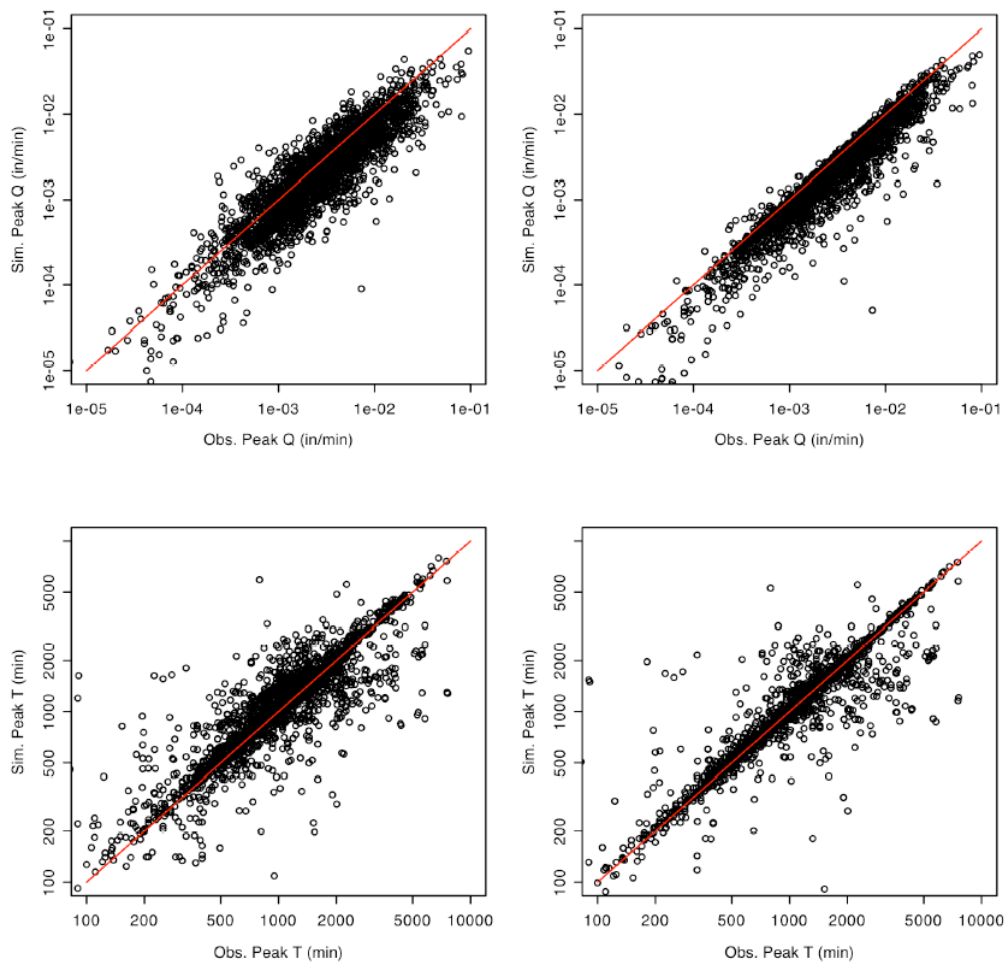 1e-01
1e-02
1e-03
1e-04
1e-05
Sim. Peak Q (in/min)
1e-05 1e-04 1e-03 1e-02 1e-01
Obs. Peak Q (in/min)
1e-01
1e-02
1e-03
1e-04
1e-05
Sim. Peak Q (in/min)
1e-05 1e-04 1e-03 1e-02 1e-01
Obs. Peak Q (in/min)
5000
2000
1000
500
200
100
Sim. Peak T (min)
100 200 500 1000 2000 5000 10000
Obs. Peak T (min)
5000
2000
1000
500
200
100
Sim. Peak T (min)
100 200 500 1000 2000 5000 10000
Obs. Peak T (min)